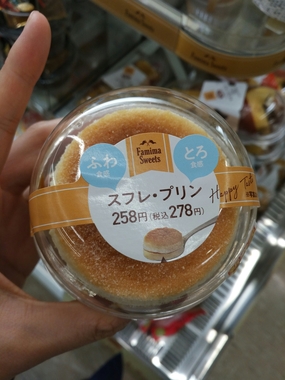 Famima
Sweets
ふわ
食感
とろ
食感
スフレ・プリン
258円(税込278円)
Happy